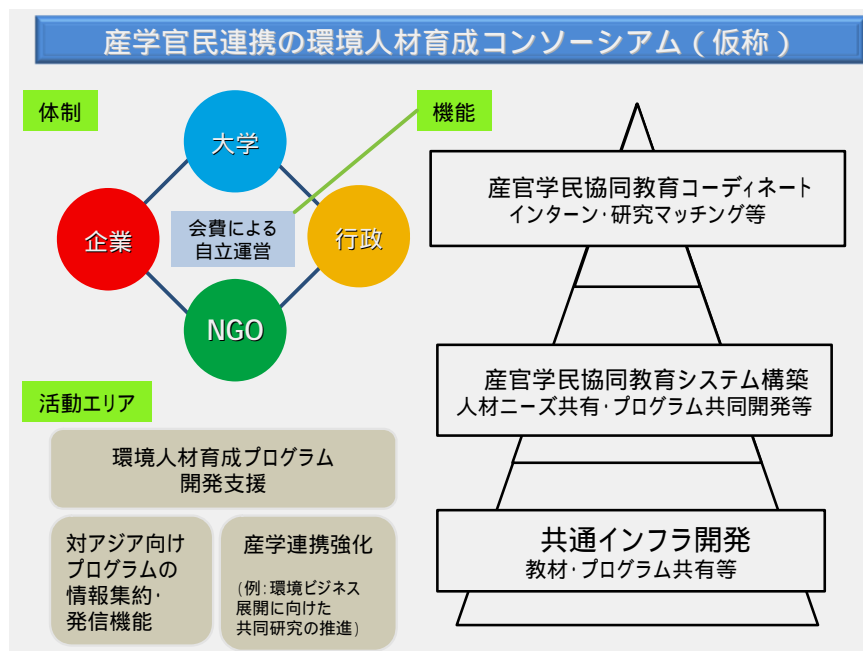 産学官民連携の環境人材育成コンソーシアム（仮称）
体制
大学
企業
会費による
自立運営
行政
NGO
機能
産官学民協同教育コーディネート
インターン・研究マッチング等
産官学民協同教育システム構築
人材ニーズ共有・プログラム共同開発等
共通インフラ開発
教材・プログラム共有等
活動エリア
環境人材育成プログラム
開発支援
対アジア向け
プログラムの
情報集約・
発信機能
産学連携強化
(例：環境ビジネス
展開に向けた
共同研究の推進)